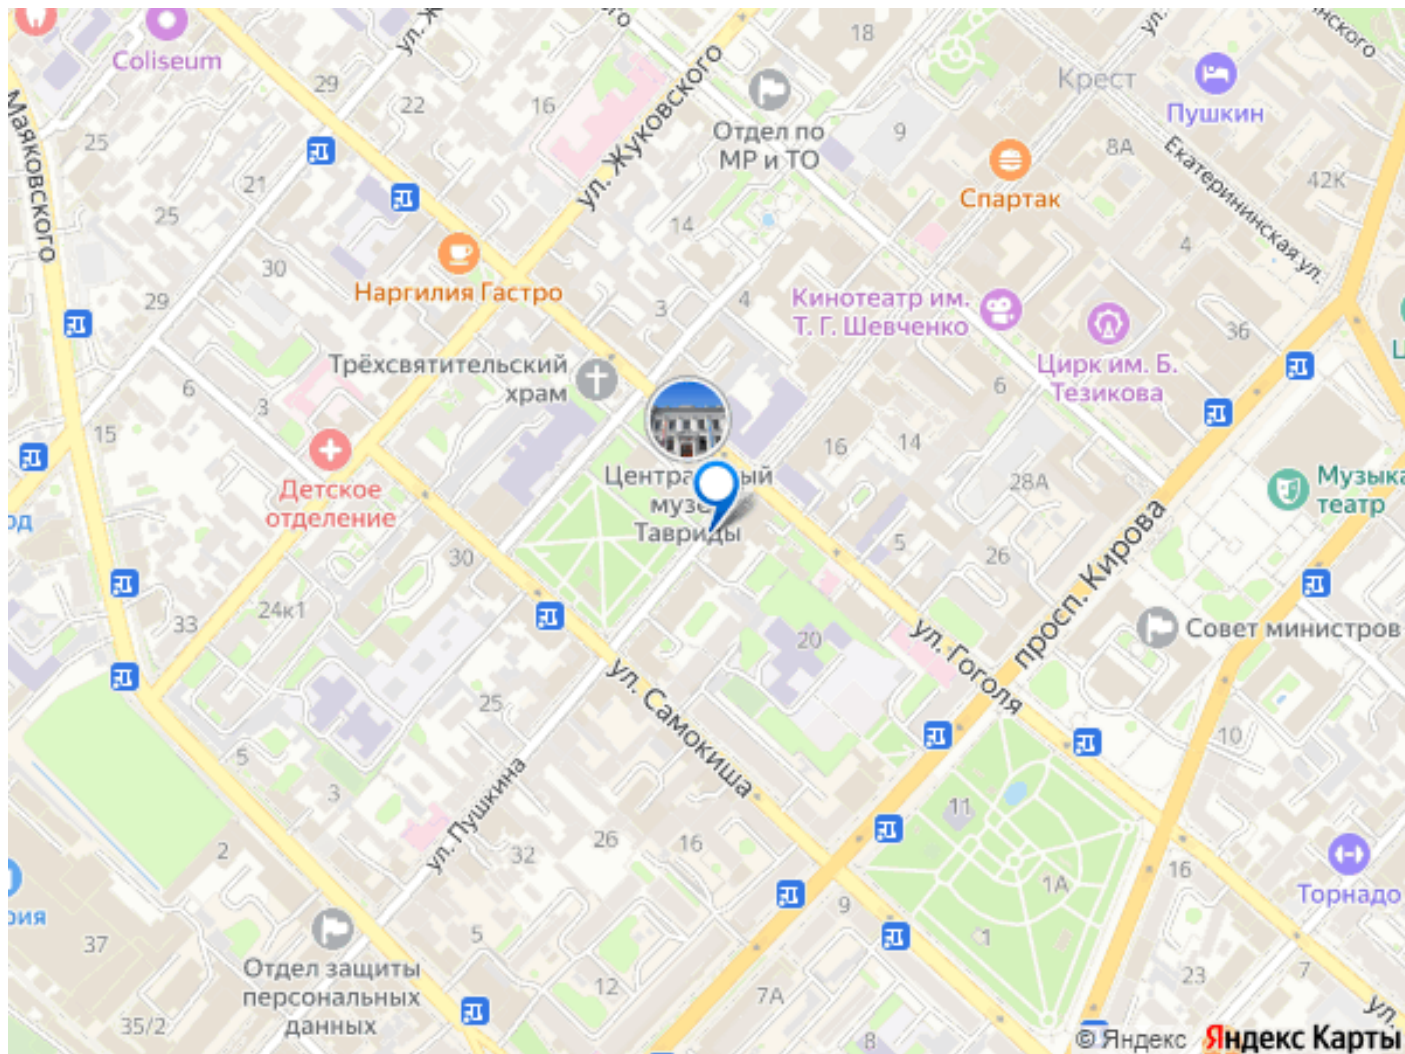 Coliseum
ул. Ж
18
29
22
16
25
ул. Жуковского
Отдел по
МР и ТО
9
Крест
Пушкин
8А
Спартак
Екатерининская ул.
42К
Маяковского
21
25
14
30
4
Наргилия Гастро
29
3
4
Кинотеатр им.
Т. Г. Шевченко
36
Цирк им. Б.
Тезикова
Трёхсвятительский
храм
6
6
3
15
16
14
Детское
отделение
28А
Музыка
театр
30
5
26
просп. Кирова
24к1
33
20
Совет министров
ул. Гоголя
ул. Самокиша
25
5
3
10
ул. Пушкина
11
2
32
26
16
16
1А
9
1
Торнадо
рия
37
5
Отдел защиты
персональных
данных
12
7А
23
7
ул.
35/2
8
© Яндекс Яндекс Карты